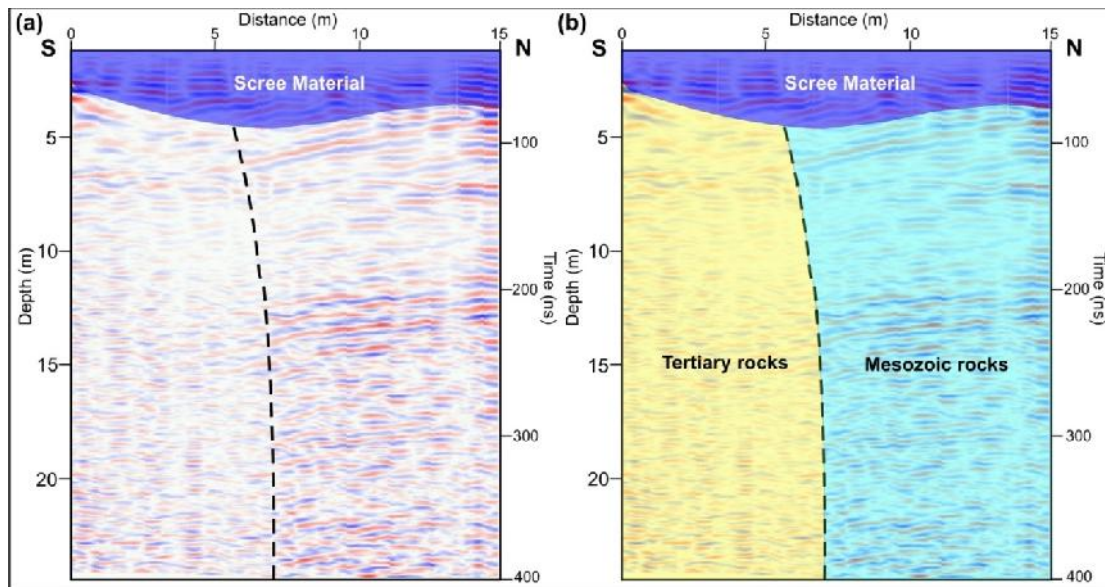 (a)
Distance (m)
S
0
5
10
15
N
Scree Material
5
10
15
20
Depth (m)
100
200
300
400
Time (ns)
(b)
Distance (m)
S
0
5
10
15
N
Scree Material
5
10
15
20
Depth (m)
Tertiary rocks
Mesozoic rocks
100
200
300
400
Time (ns)